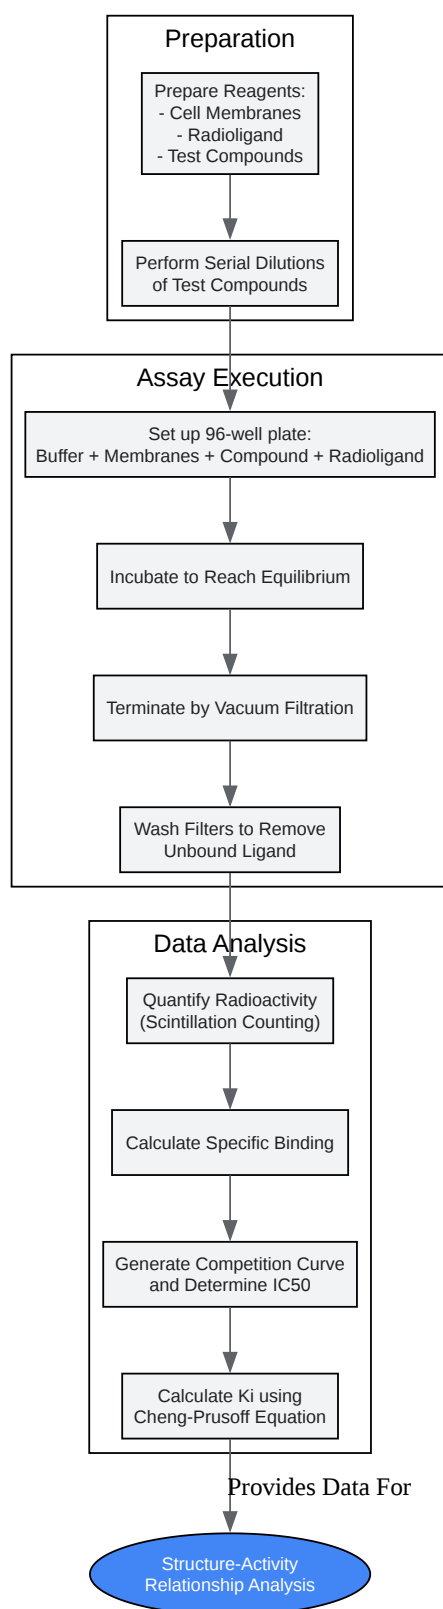 Preparation
Prepare Reagents:
- Cell Membranes
- Radioligand
- Test Compounds
Perform Serial Dilutions
of Test Compounds
Assay Execution
Set up 96-well plate:
Buffer + Membranes + Compound + Radioligand
Incubate to Reach Equilibrium
Terminate by Vacuum Filtration
Wash Filters to Remove
Unbound Ligand
Data Analysis
Quantify Radioactivity
(Scintillation Counting)
Calculate Specific Binding
Generate Competition Curve
and Determine IC50
Calculate Ki using
Cheng-Prusoff Equation
Provides Data For
Structure-Activity
Relationship Analysis